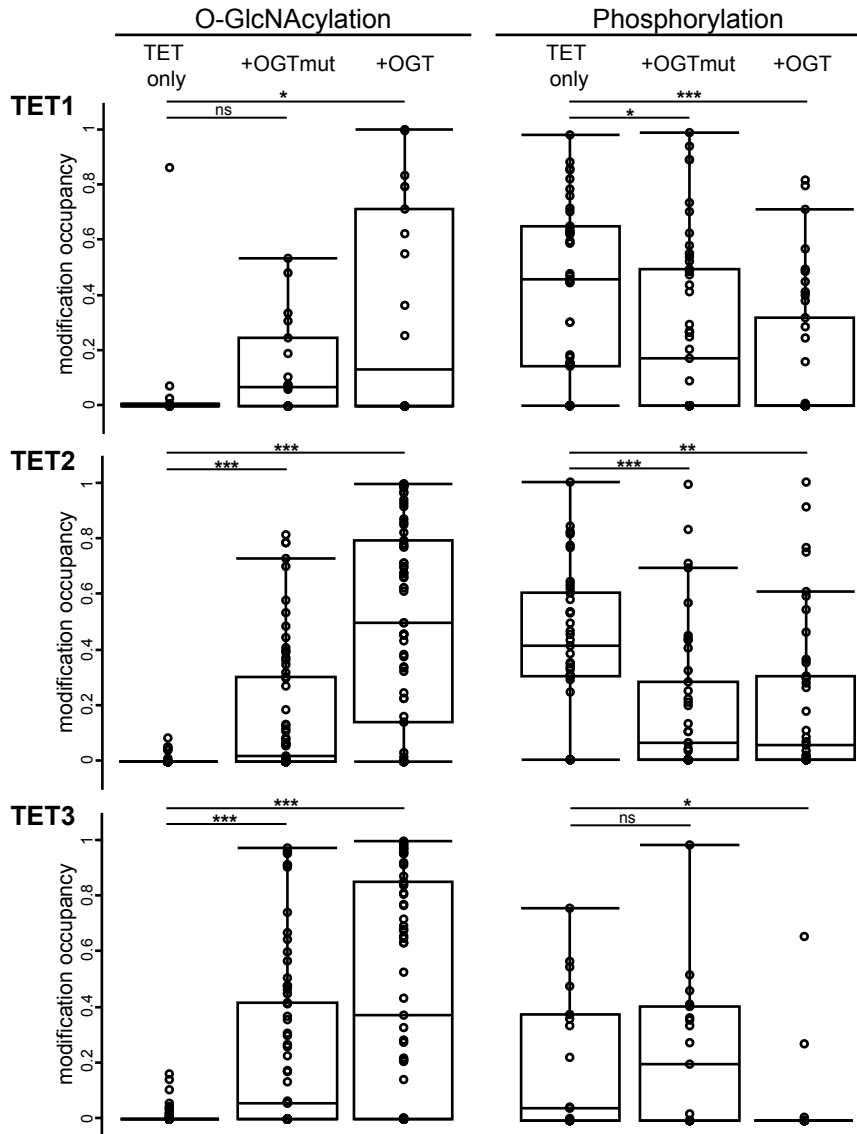 O-GlcNAcylation Phosphorylation
TET only +OGTmut +OGT TET only +OGTmut +OGT
TET1
* ***
ns *
modification occupancy
1
0.8
0.6
0.4
0.2
0
TET2
*** **
*** ***
modification occupancy
1
0.8
0.6
0.4
0.2
0
TET3
*** *
*** ns
modification occupancy
1
0.8
0.6
0.4
0.2
0